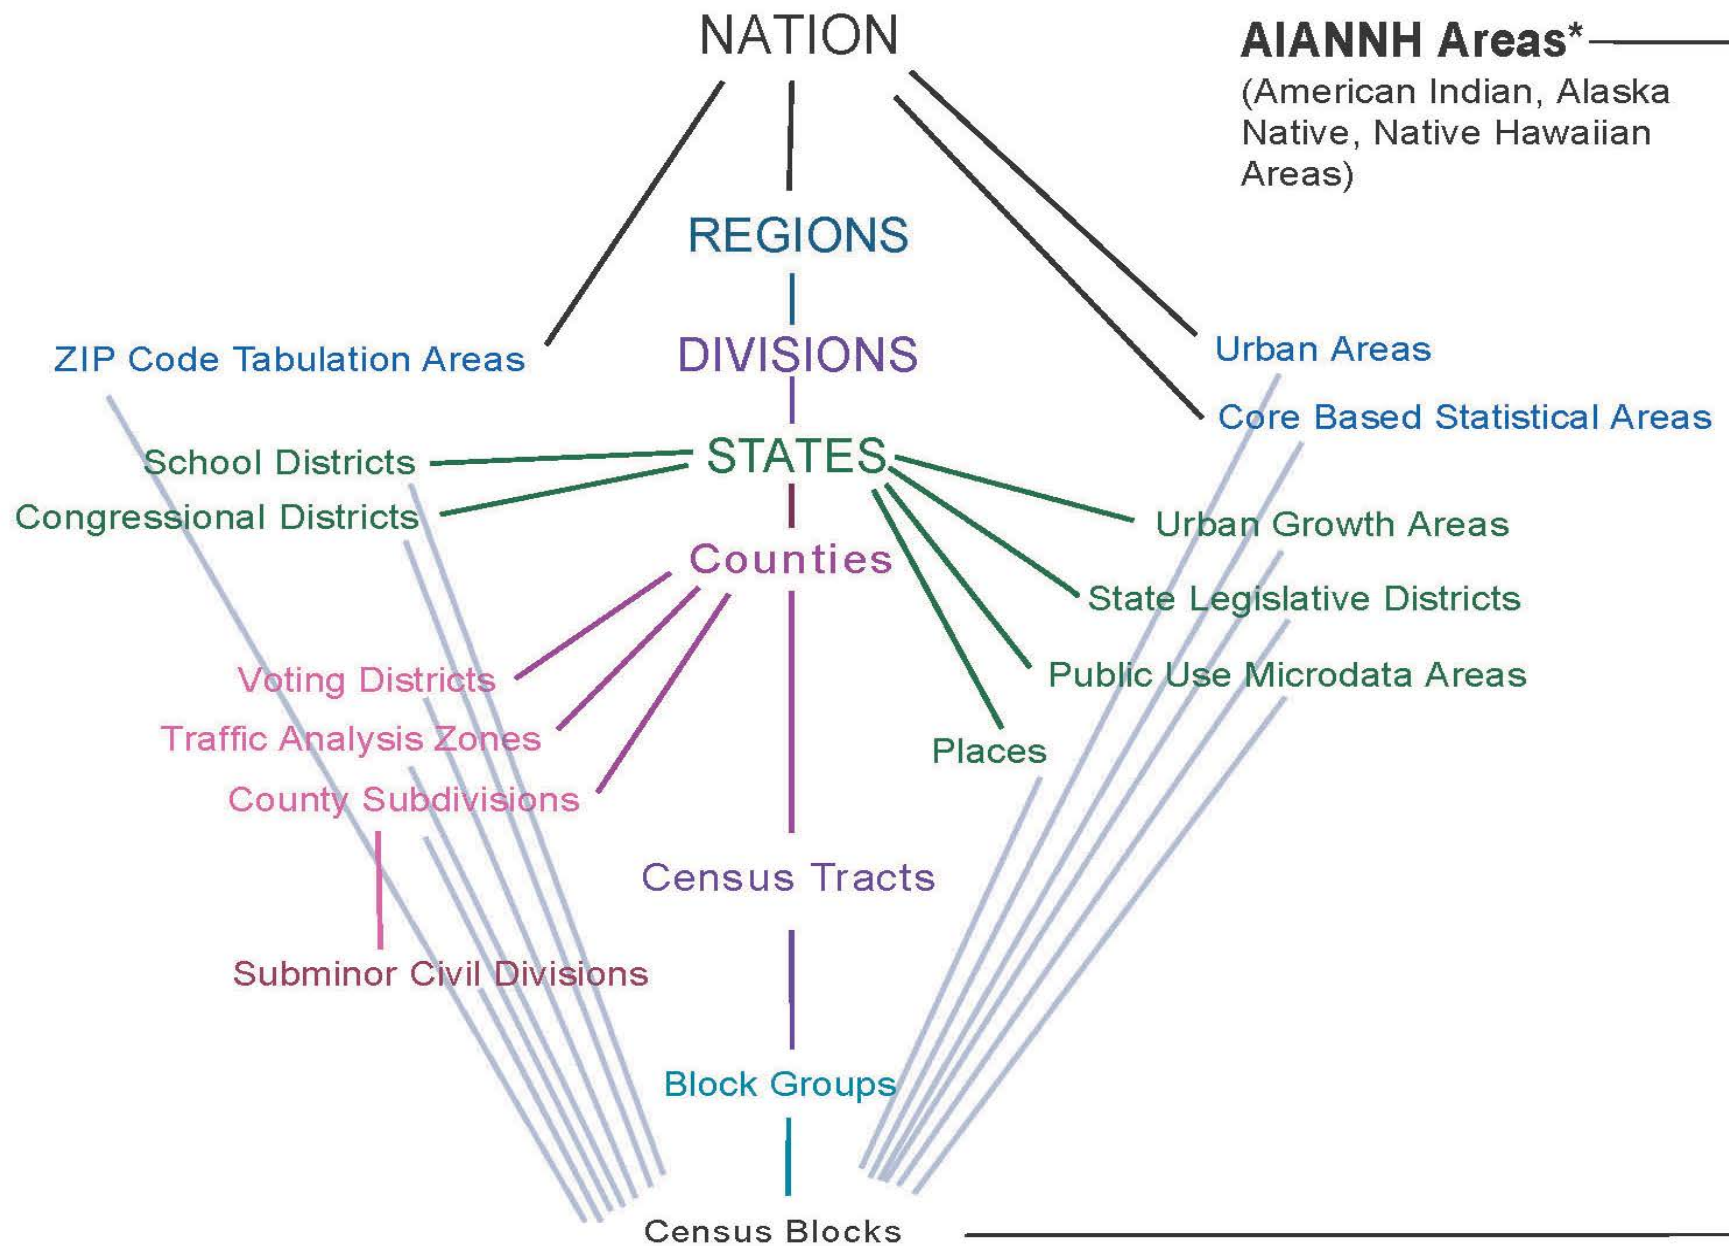 NATION
AIANNH Areas*
(American Indian, Alaska
Native, Native Hawaiian
Areas)
REGIONS
ZIP Code Tabulation Areas
DIVISIONS
Urban Areas
Core Based Statistical Areas
School Districts
STATES
Congressional Districts
Urban Growth Areas
Counties
State Legislative Districts
Voting Districts
Public Use Microdata Areas
Traffic Analysis Zones
Places
County Subdivisions
Census Tracts
Subminor Civil Divisions
Block Groups
Census Blocks